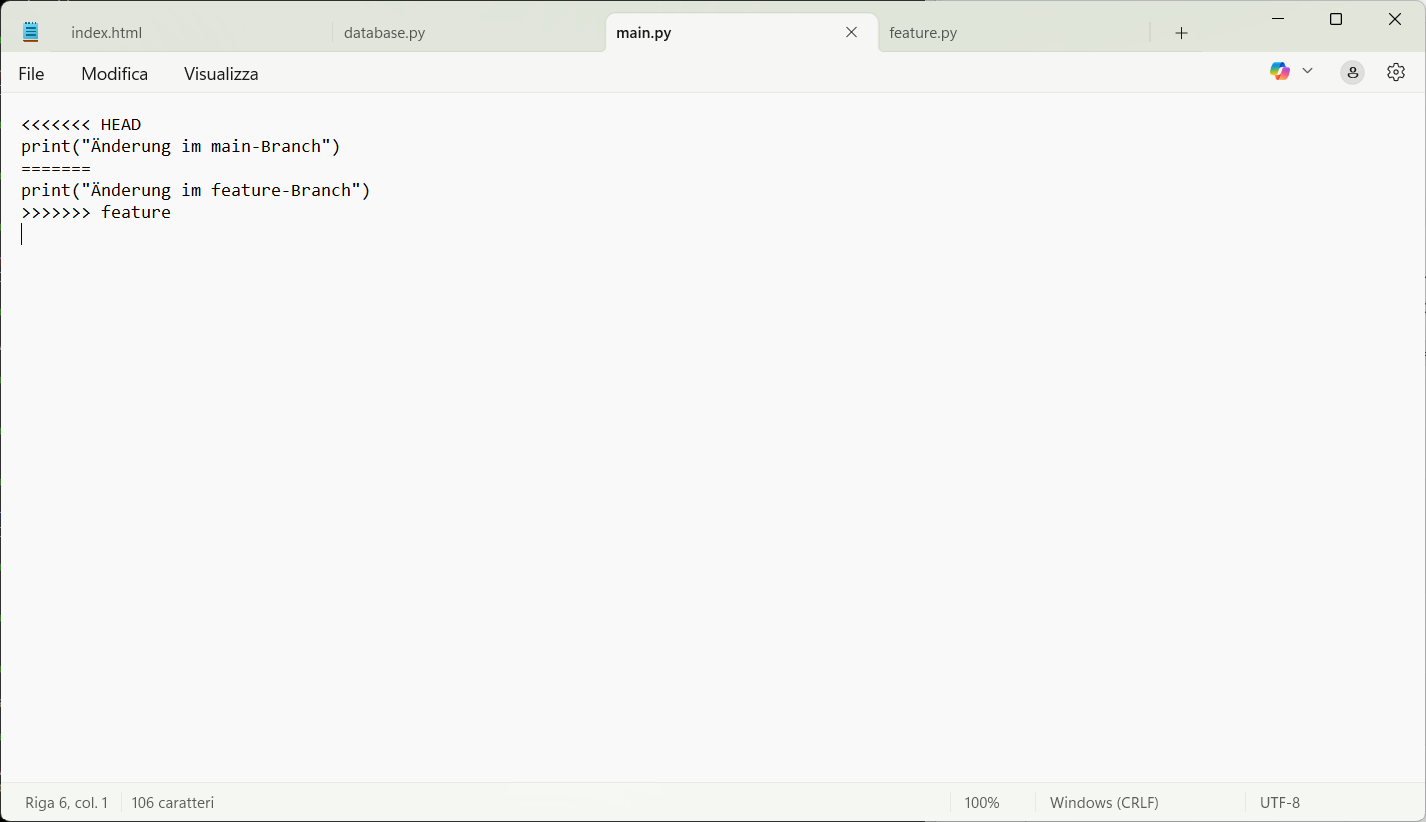 index.html
database.py
main.py
feature.py
File
Modifica
Visualizza
<<<<<<< HEAD
print("Änderung im main-Branch")
=======
print("Änderung im feature-Branch")
>>>>>>> feature
Riga 6, col. 1
106 caratteri
100%
Windows (CRLF)
UTF-8